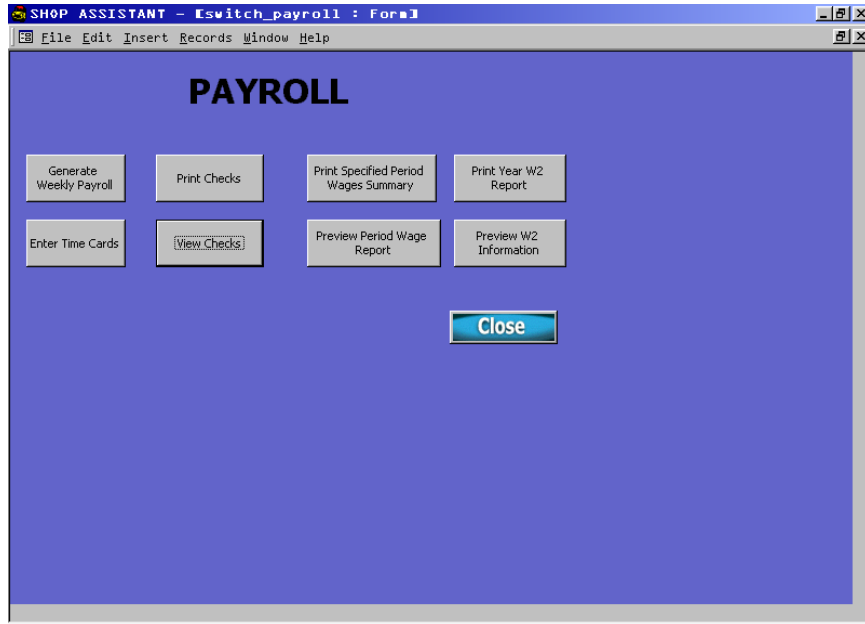 SHOP ASSISTANT - [switch_payroll : Form]
File Edit Insert Records Window Help
PAYROLL
Generate
Weekly Payroll
Print Checks
Print Specified Period
Wages Summary
Print Year W2
Report
Enter Time Cards
View Checks
Preview Period Wage
Report
Preview W2
Information
Close